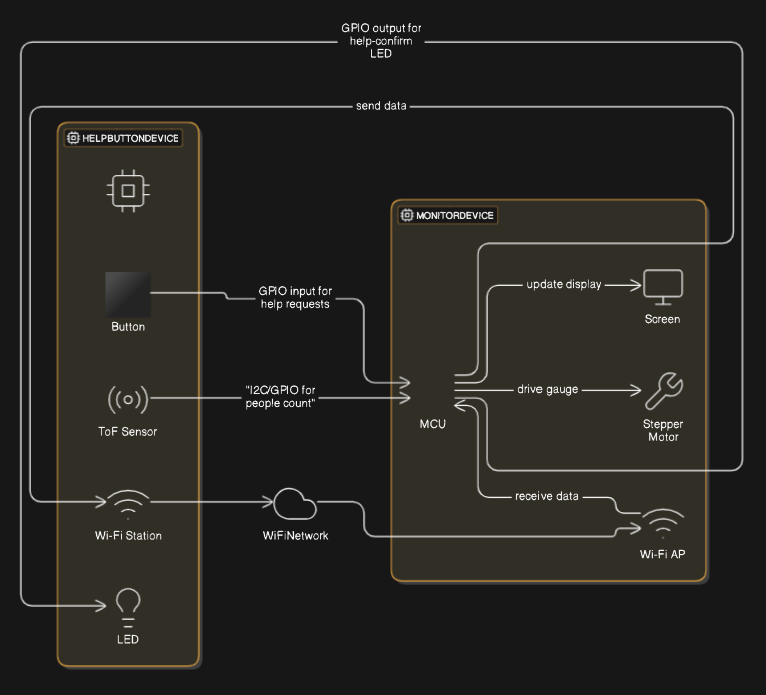 GPIO output for
help-confirm
LED
send data
HELPBUTTONDEVICE
MONITORDEVICE
GPIO input for
help requests
update display
Button
Screen
"I2C/GPIO for
people count"
drive gauge
ToF Sensor
MCU
Stepper
Motor
receive data
Wi-Fi Station
WiFiNetwork
Wi-Fi AP
LED